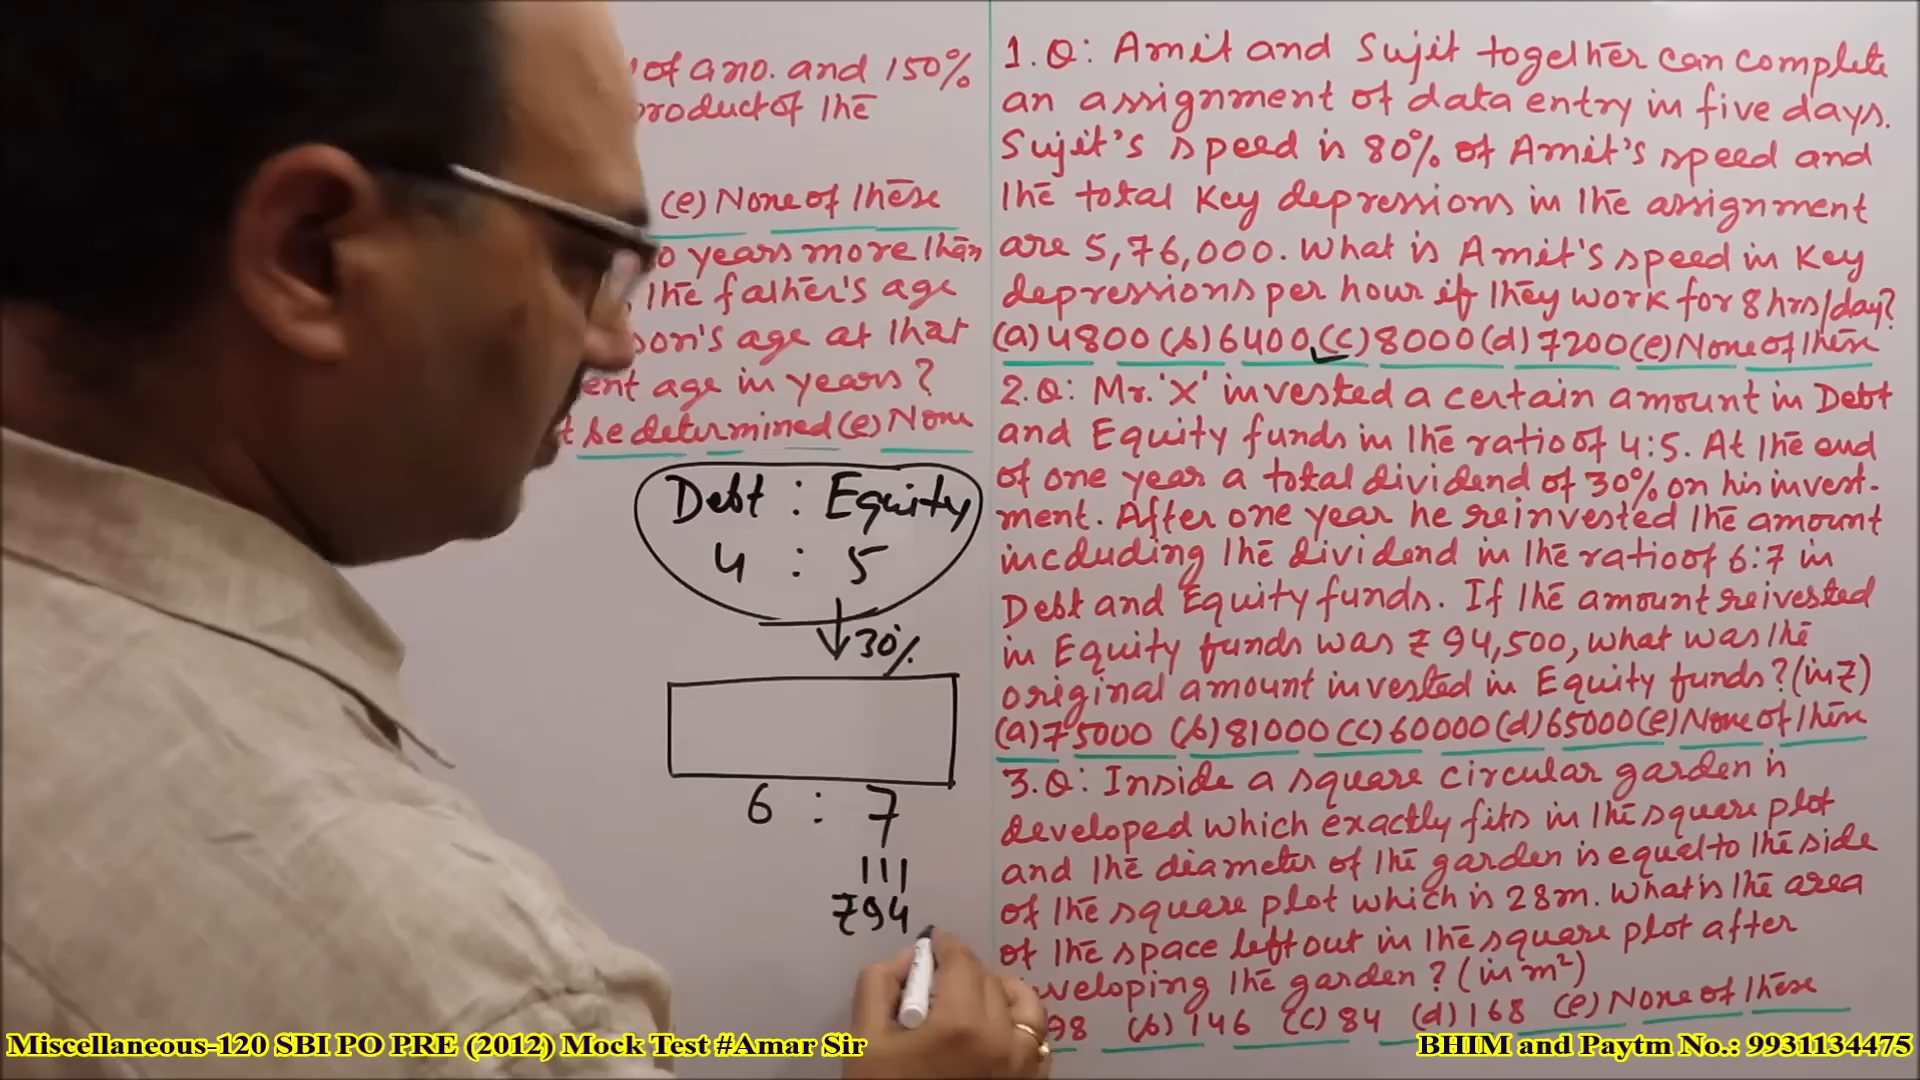 of a no. and 150%
product of the
(e) None of these
0 years more than
, the father's age
son's age at that
ent age in years?
t be determined (e) None
Debt : Equity
4 : 5
30%
6 : 7
₹94
1. Q: Amit and Sujit together can complete
an assignment of data entry in five days.
Sujit's speed is 80% of Amit's speed and
the total Key depressions in the assignment
are 5,76,000. What is Amit's speed in Key
depressions per hour if they work for 8 hrs/day?
(a) 4800 (b) 6400 (c) 8000 (d) 7200 (e) None of these
2. Q: Mr. 'X' invested a certain amount in Debt
and Equity funds in the ratio of 4:5. At the end
of one year a total dividend of 30% on his invest-
ment. After one year he reinvested the amount
incduding the dividend in the ratio of 6:7 in
Debt and Equity funds. If the amount reivested
in Equity funds was ₹94,500, what was the
original amount invested in Equity funds? (in ₹)
(a) 75000 (b) 81000 (c) 60000 (d) 65000 (e) None of these
3. Q: Inside a square circular garden is
developed which exactly fits in the square plot
and the diameter of the garden is equal to the side
of the square plot which is 28m. What is the area
of the space left out in the square plot after
veloping the garden? (in m²)
98 (b) 146 (c) 84 (d) 168 (e) None of these
Miscellaneous-120 SBI PO PRE (2012) Mock Test #Amar Sir
BHIM and Paytm No.: 9931134475